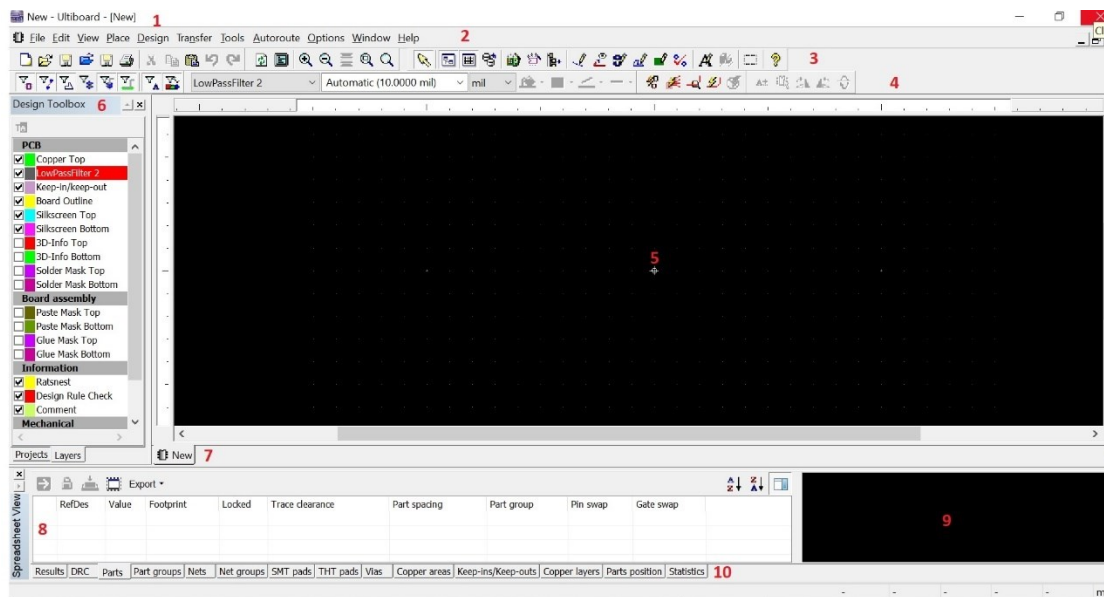 New - Ultiboard - [New]
1
File Edit View Place Design Transfer Tools Autoroute Options Window Help
2
3
LowPassFilter 2
Automatic (10.0000 mil)
mil
4
Design Toolbox 6
PCB
Copper Top
LowPassFilter 2
Keep-in/keep-out
Board Outline
Silkscreen Top
Silkscreen Bottom
3D-Info Top
3D-Info Bottom
Solder Mask Top
Solder Mask Bottom
Board assembly
Paste Mask Top
Paste Mask Bottom
Glue Mask Top
Glue Mask Bottom
Information
Ratsnest
Design Rule Check
Comment
Mechanical
Projects Layers
5
New 7
Spreadsheet View
Export
RefDes Value Footprint Locked Trace clearance Part spacing Part group Pin swap Gate swap
8
9
Results DRC Parts Part groups Nets Net groups SMT pads THT pads Vias Copper areas Keep-ins/Keep-outs Copper layers Parts position Statistics 10
- - - - -